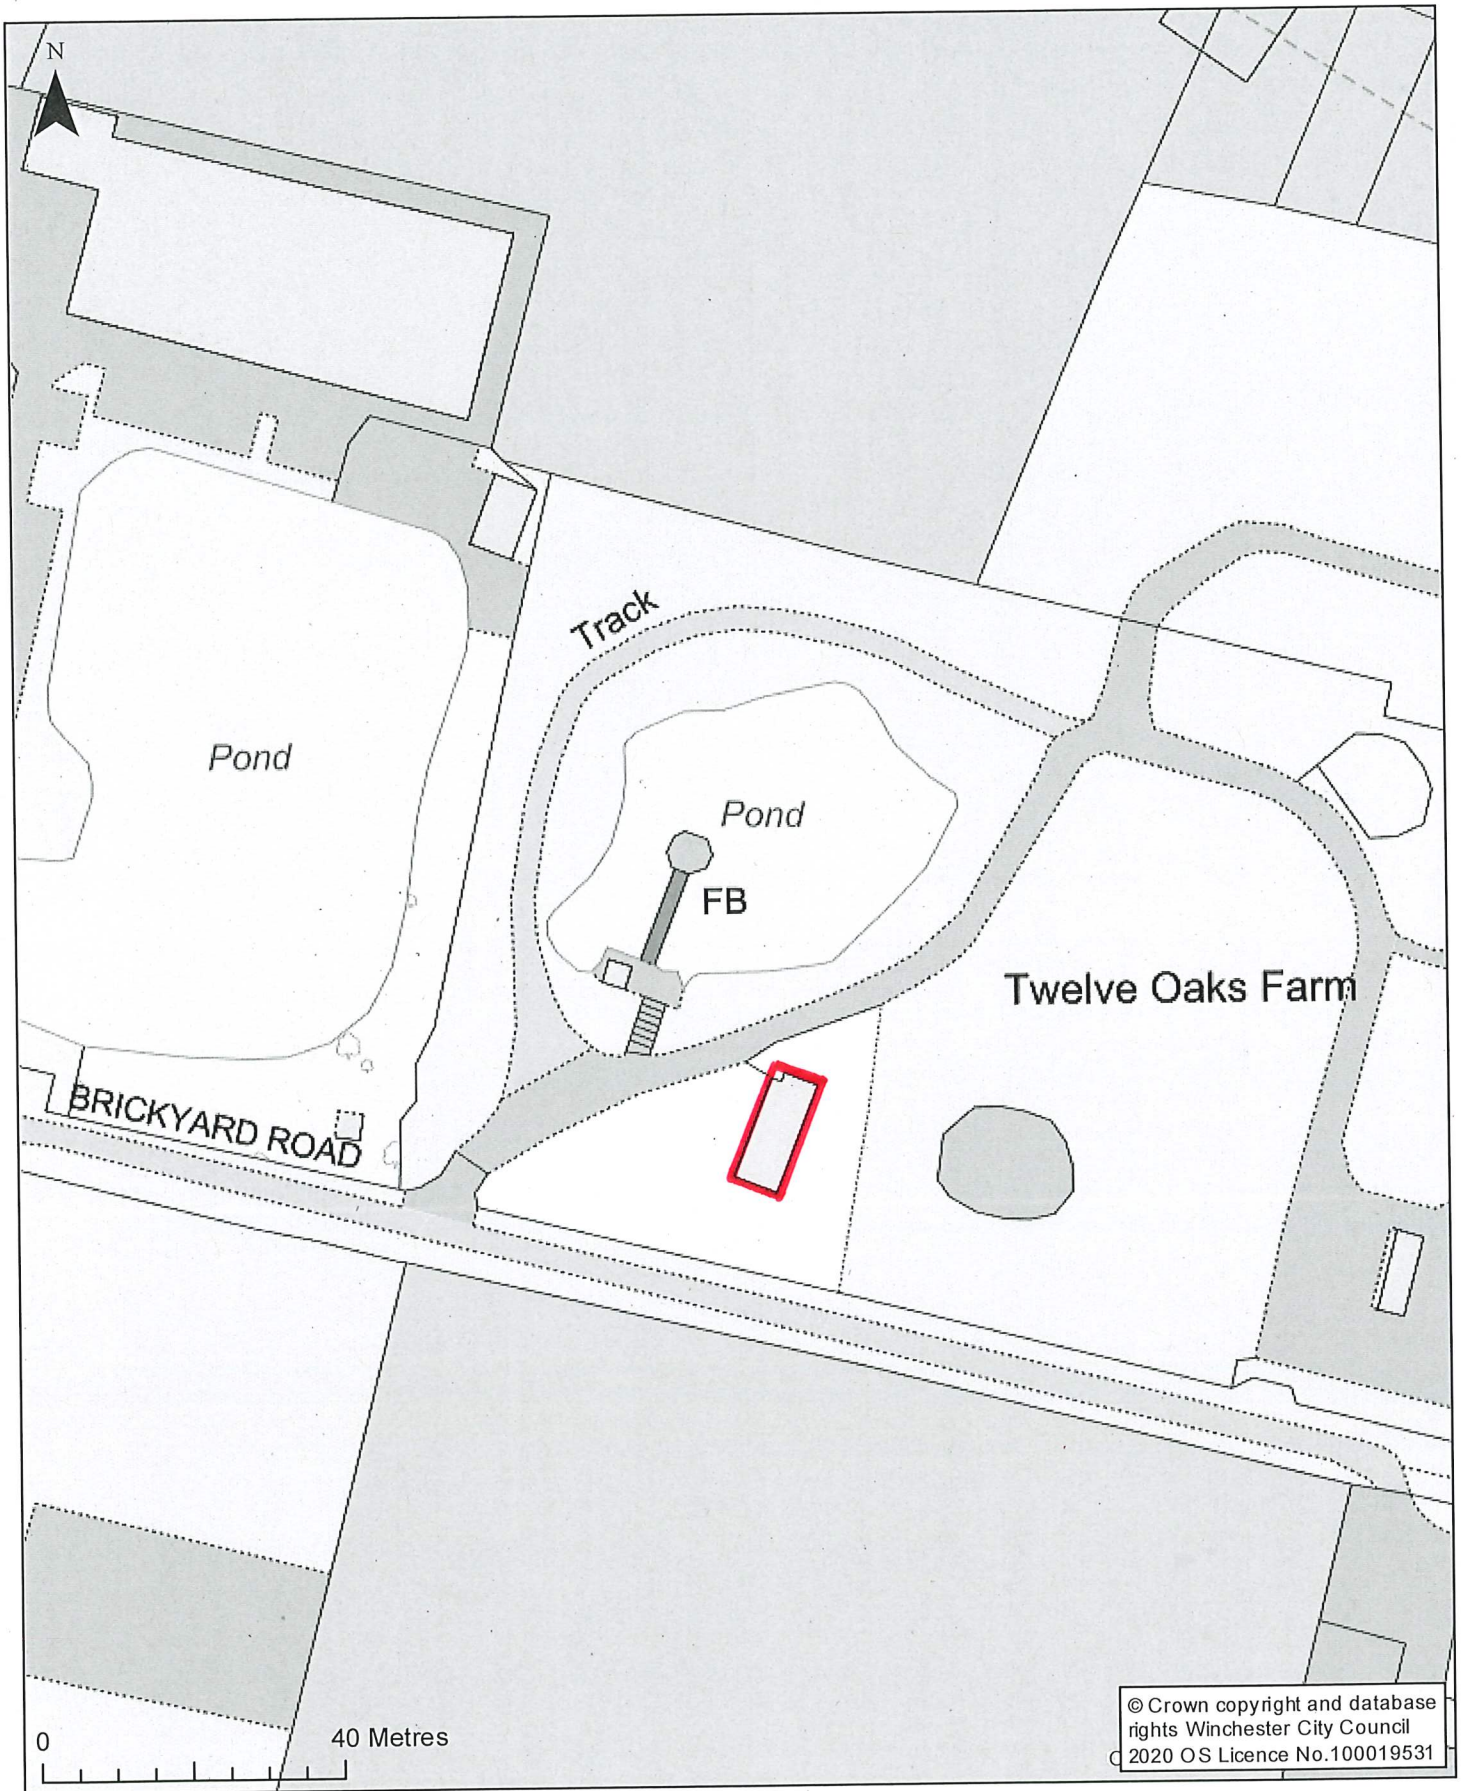 N
Track
Pond
Pond
FB
Twelve Oaks Farm
BRICKYARD ROAD
0
40 Metres
© Crown copyright and database
rights Winchester City Council
2020 OS Licence No.100019531